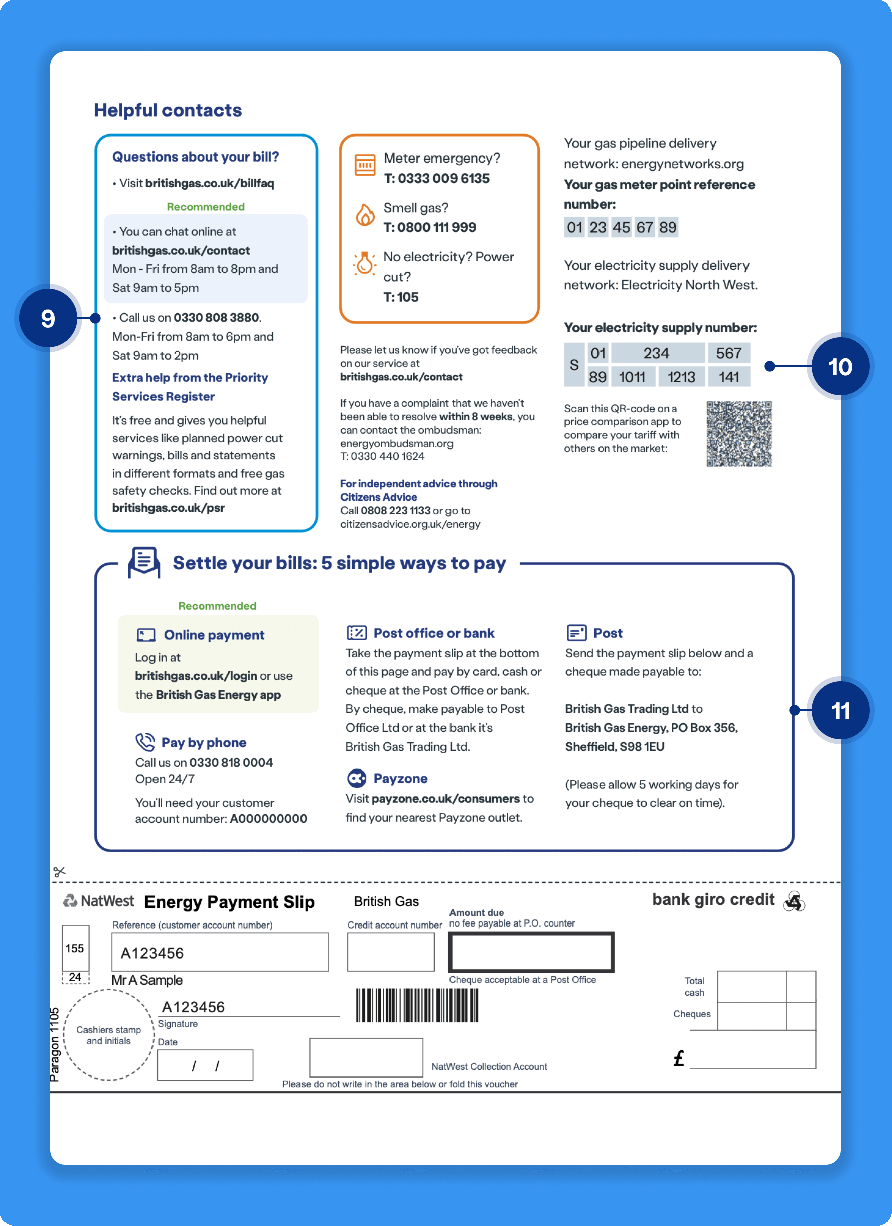 Helpful contacts
Questions about your bill?
• Visit britishgas.co.uk/billfaq
Recommended
• You can chat online at
britishgas.co.uk/contact
Mon - Fri from 8am to 8pm and
Sat 9am to 5pm
9
• Call us on 0330 808 3880.
Mon-Fri from 8am to 6pm and
Sat 9am to 2pm
Extra help from the Priority
Services Register
It's free and gives you helpful
services like planned power cut
warnings, bills and statements
in different formats and free gas
safety checks. Find out more at
britishgas.co.uk/psr
Meter emergency?
T: 0333 009 6135
Smell gas?
T: 0800 111 999
No electricity? Power
cut?
T: 105
Please let us know if you've got feedback
on our service at
britishgas.co.uk/contact
If you have a complaint that we haven't
been able to resolve within 8 weeks, you
can contact the ombudsman:
energyombudsman.org
T: 0330 440 1624
For independent advice through
Citizens Advice
Call 0808 223 1133 or go to
citizensadvice.org.uk/energy
Your gas pipeline delivery
network: energynetworks.org
Your gas meter point reference
number:
01 23 45 67 89
Your electricity supply delivery
network: Electricity North West.
Your electricity supply number:
S 01 234 567
89 1011 1213 141
10
Scan this QR-code on a
price comparison app to
compare your tariff with
others on the market:
Settle your bills: 5 simple ways to pay
Recommended
Online payment
Log in at
britishgas.co.uk/login or use
the British Gas Energy app
Pay by phone
Call us on 0330 818 0004
Open 24/7
You'll need your customer
account number: A000000000
Post office or bank
Take the payment slip at the bottom
of this page and pay by card, cash or
cheque at the Post Office or bank.
By cheque, make payable to Post
Office Ltd or at the bank it's
British Gas Trading Ltd.
Payzone
Visit payzone.co.uk/consumers to
find your nearest Payzone outlet.
Post
Send the payment slip below and a
cheque made payable to:
British Gas Trading Ltd to
British Gas Energy, PO Box 356,
Sheffield, S98 1EU
(Please allow 5 working days for
your cheque to clear on time).
11
NatWest Energy Payment Slip British Gas bank giro credit
Reference (customer account number) Credit account number
Amount due
no fee payable at P.O. counter
155
A123456
24
Mr A Sample
Cheque acceptable at a Post Office
A123456
Signature
Cashiers stamp
and initials
Date
/ /
Paragon 1105
NatWest Collection Account
Please do not write in the area below or fold this voucher
Total
cash
Cheques
£